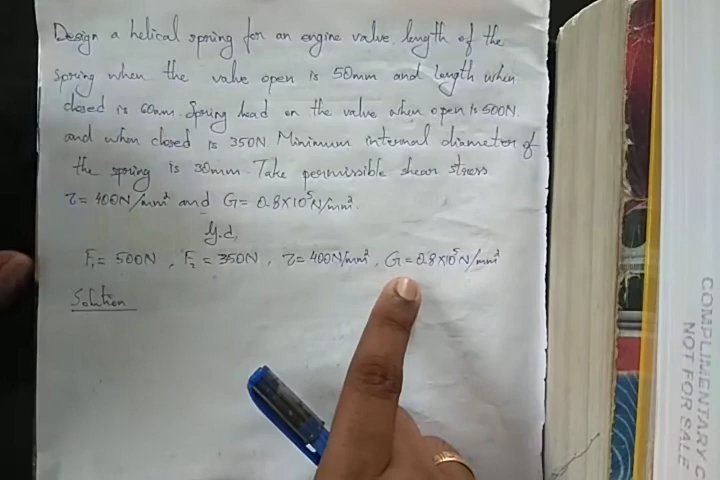 Design a helical spring for an engine valve. length of the
spring when the valve open is 50mm and length when
closed is 60mm. Spring load on the valve when open is 500N.
and when closed is 350N Minimum internal diameter of
the spring is 30mm. Take permissible shear stress
τ = 400N/mm² and G = 0.8×10⁵N/mm².
G.d,
F₁ = 500N, F₂ = 350N, τ = 400N/mm², G = 0.8×10⁵N/mm²
Solution
COMPLIMENTARY C
NOT FOR SALE